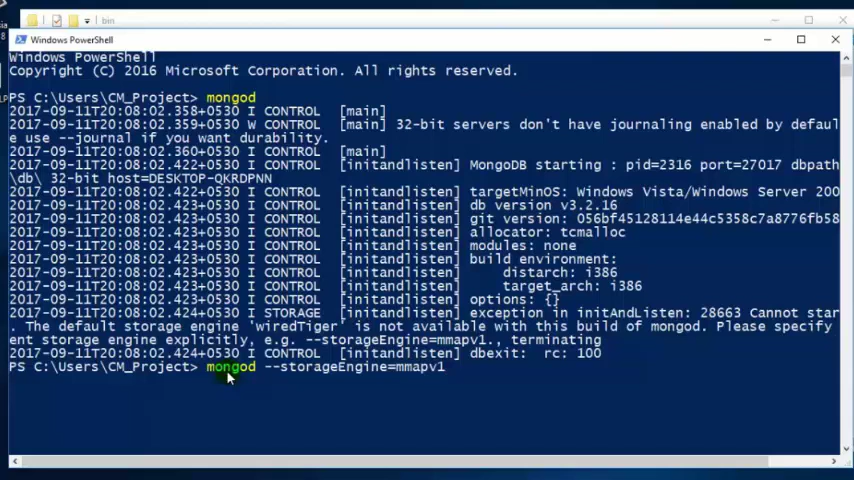 bin
Windows PowerShell
Windows PowerShell
Copyright (C) 2016 Microsoft Corporation. All rights reserved.
PS C:\Users\CM_Project> mongod
2017-09-11T20:08:02.358+0530 I CONTROL  [main]
2017-09-11T20:08:02.359+0530 W CONTROL  [main] 32-bit servers don't have journaling enabled by defaul
e use --journal if you want durability.
2017-09-11T20:08:02.360+0530 I CONTROL  [main]
2017-09-11T20:08:02.422+0530 I CONTROL  [initandlisten] MongoDB starting : pid=2316 port=27017 dbpath
\db\ 32-bit host=DESKTOP-QKRDPNN
2017-09-11T20:08:02.422+0530 I CONTROL  [initandlisten] targetMinOS: Windows Vista/Windows Server 200
2017-09-11T20:08:02.423+0530 I CONTROL  [initandlisten] db version v3.2.16
2017-09-11T20:08:02.423+0530 I CONTROL  [initandlisten] git version: 056bf45128114e44c5358c7a8776fb58
2017-09-11T20:08:02.423+0530 I CONTROL  [initandlisten] allocator: tcmalloc
2017-09-11T20:08:02.423+0530 I CONTROL  [initandlisten] modules: none
2017-09-11T20:08:02.423+0530 I CONTROL  [initandlisten] build environment:
2017-09-11T20:08:02.423+0530 I CONTROL  [initandlisten]     distarch: i386
2017-09-11T20:08:02.423+0530 I CONTROL  [initandlisten]     target_arch: i386
2017-09-11T20:08:02.423+0530 I CONTROL  [initandlisten] options: {}
2017-09-11T20:08:02.424+0530 I STORAGE  [initandlisten] exception in initAndListen: 28663 Cannot star
. The default storage engine 'wiredTiger' is not available with this build of mongod. Please specify
ent storage engine explicitly, e.g. --storageEngine=mmapv1., terminating
2017-09-11T20:08:02.424+0530 I CONTROL  [initandlisten] dbexit:  rc: 100
PS C:\Users\CM_Project> mongod --storageEngine=mmapv1